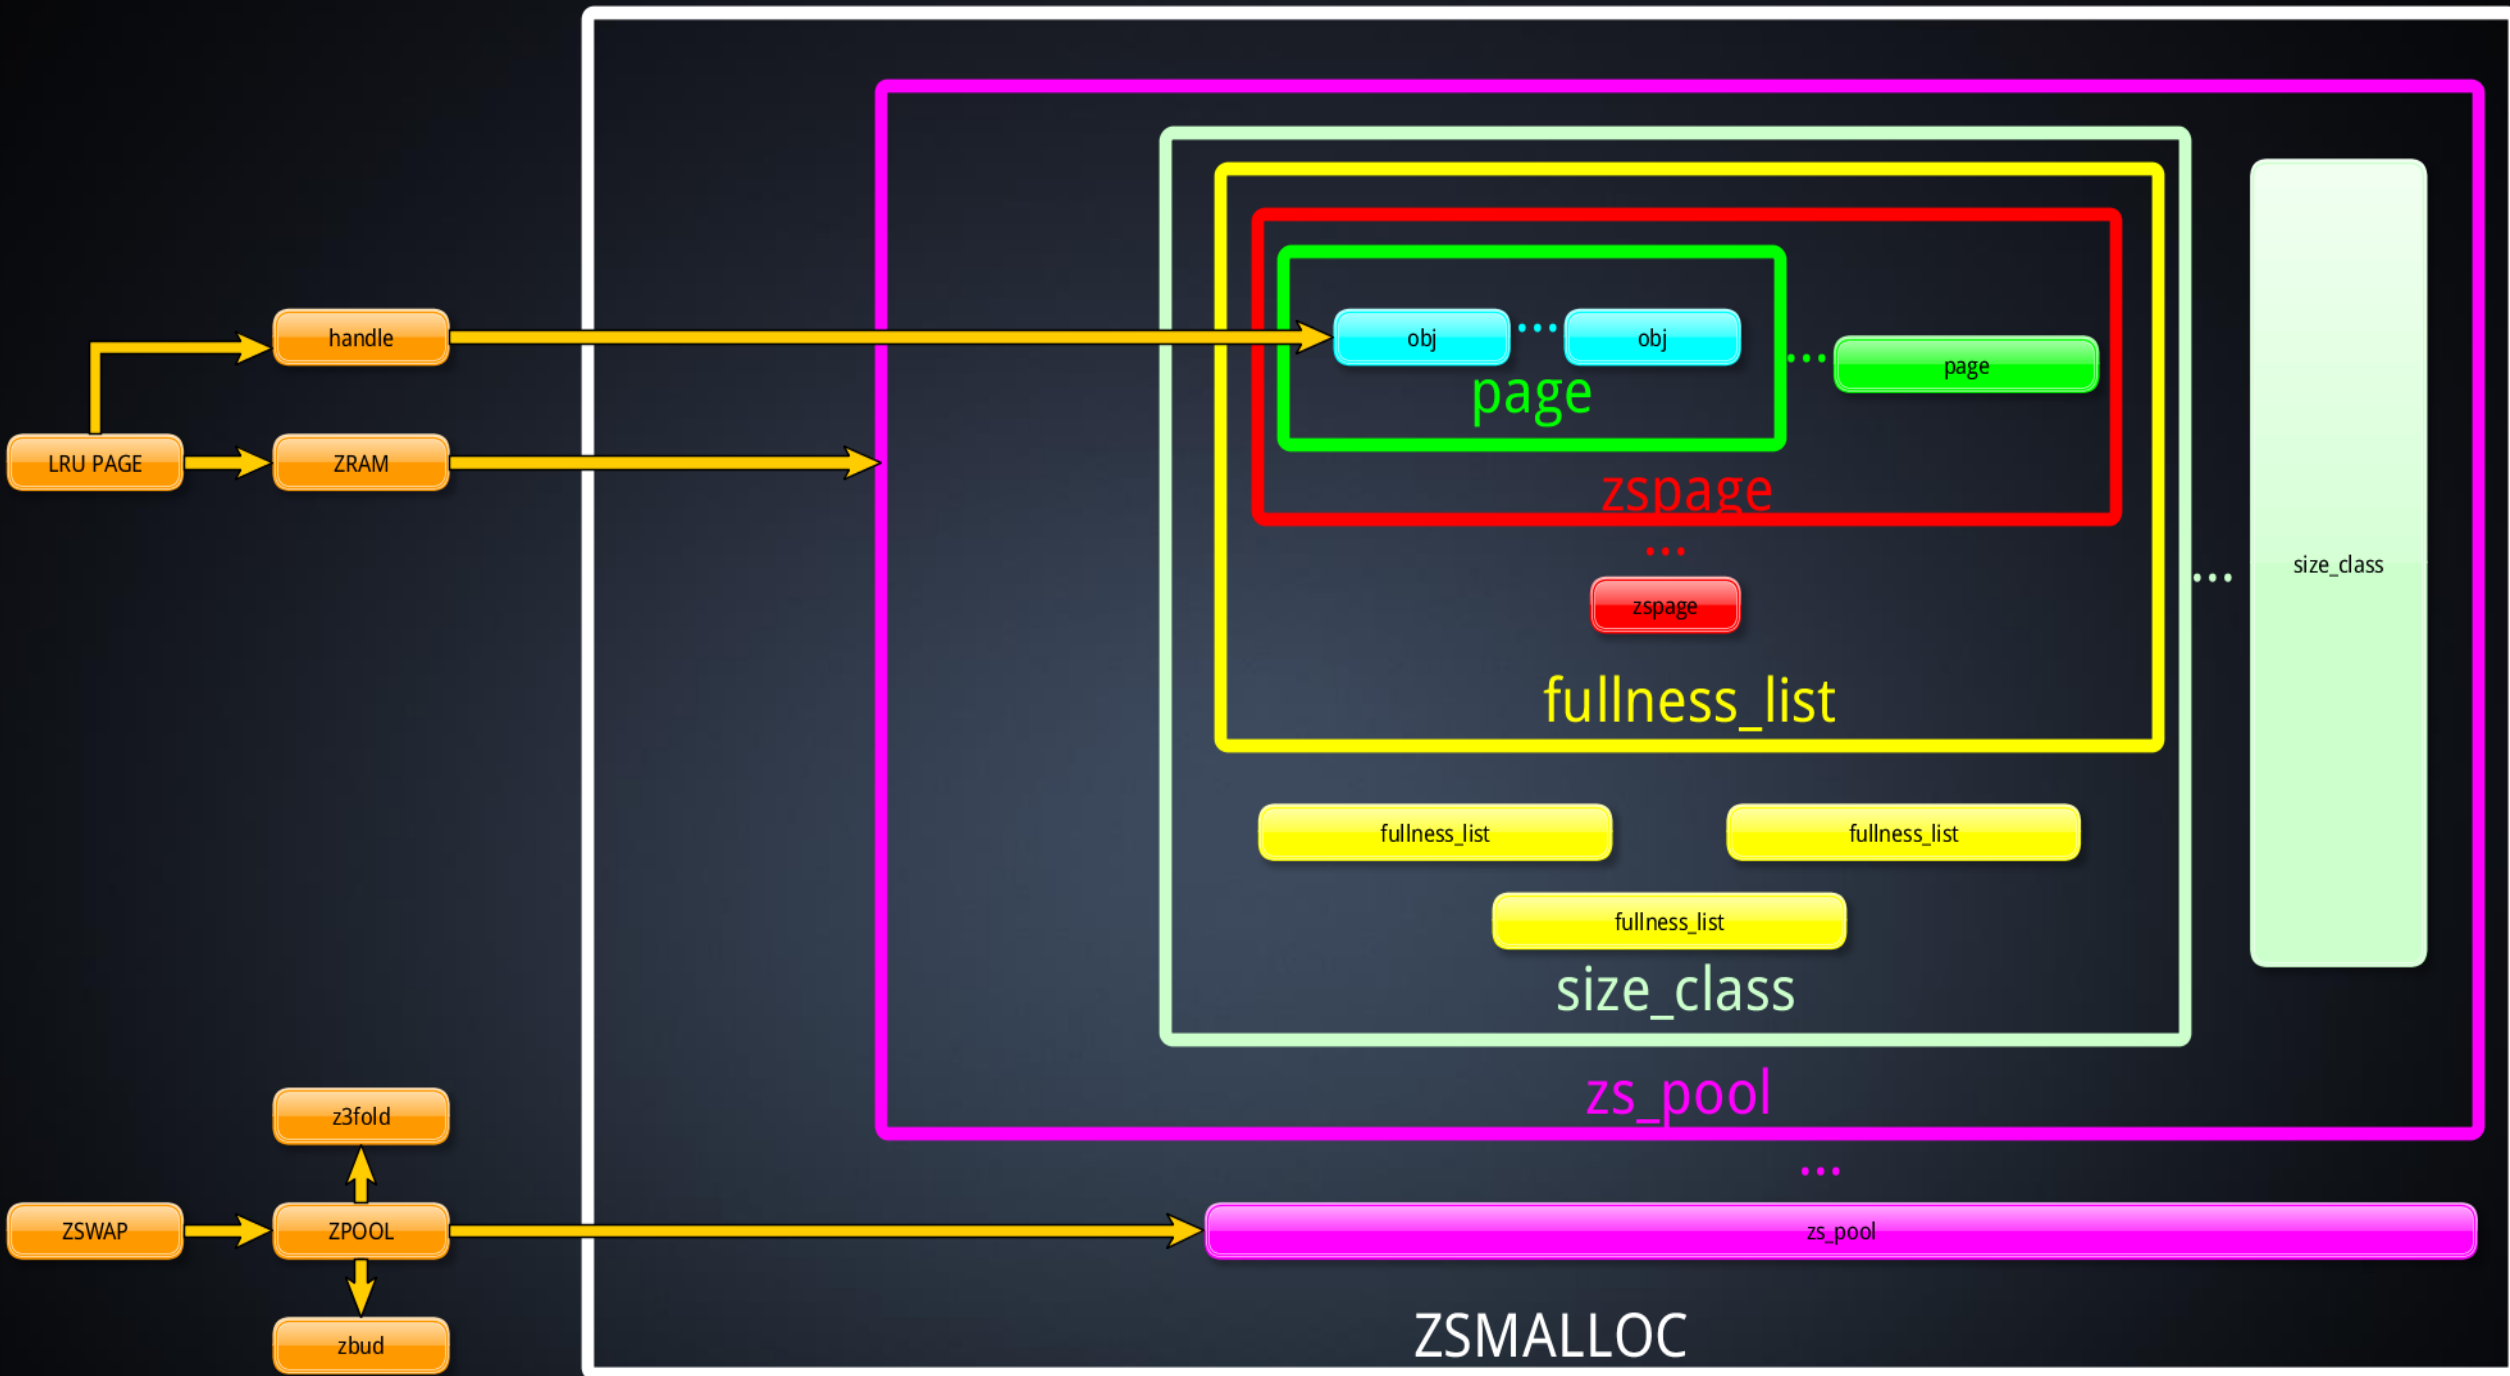 handle
obj
...
obj
page
...
page
LRU PAGE
ZRAM
zspage
...
zspage
fullness_list
...
size_class
fullness_list
fullness_list
fullness_list
size_class
zs_pool
...
z3fold
ZSWAP
ZPOOL
zs_pool
zbud
ZSMALLOC